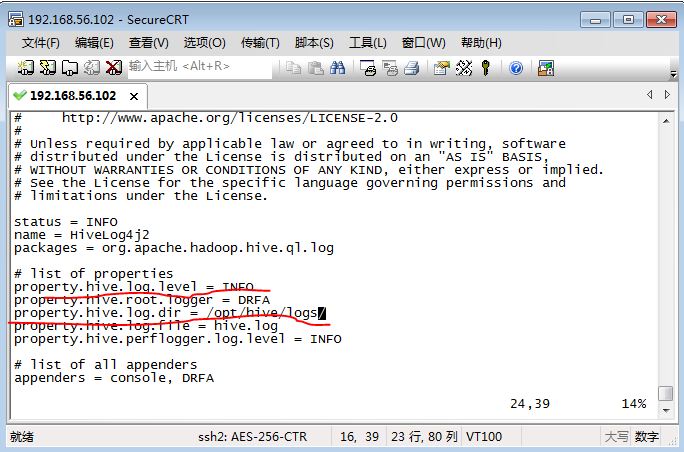 192.168.56.102 - SecureCRT
文件(F) 编辑(E) 查看(V) 选项(O) 传输(T) 脚本(S) 工具(L) 窗口(W) 帮助(H)
输入主机 <Alt+R>
192.168.56.102
#     http://www.apache.org/licenses/LICENSE-2.0
#
# Unless required by applicable law or agreed to in writing, software
# distributed under the License is distributed on an "AS IS" BASIS,
# WITHOUT WARRANTIES OR CONDITIONS OF ANY KIND, either express or implied.
# See the License for the specific language governing permissions and
# limitations under the License.
status = INFO
name = HiveLog4j2
packages = org.apache.hadoop.hive.ql.log
# list of properties
property.hive.log.level = INFO
property.hive.root.logger = DRFA
property.hive.log.dir = /opt/hive/logs/
property.hive.log.file = hive.log
property.hive.perflogger.log.level = INFO
# list of all appenders
appenders = console, DRFA
24,39 14%
就绪 ssh2: AES-256-CTR 16, 39 23 行, 80 列 VT100 大写 数字